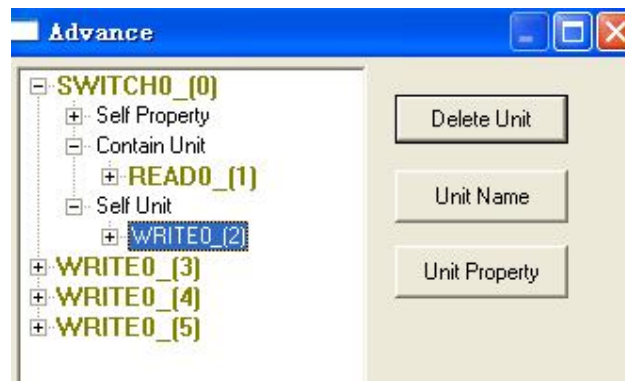 Advance
SWITCH0_(0)
Self Property
Contain Unit
READ0_(1)
Self Unit
WRITE0_(2)
WRITE0_(3)
WRITE0_(4)
WRITE0_(5)
Delete Unit
Unit Name
Unit Property